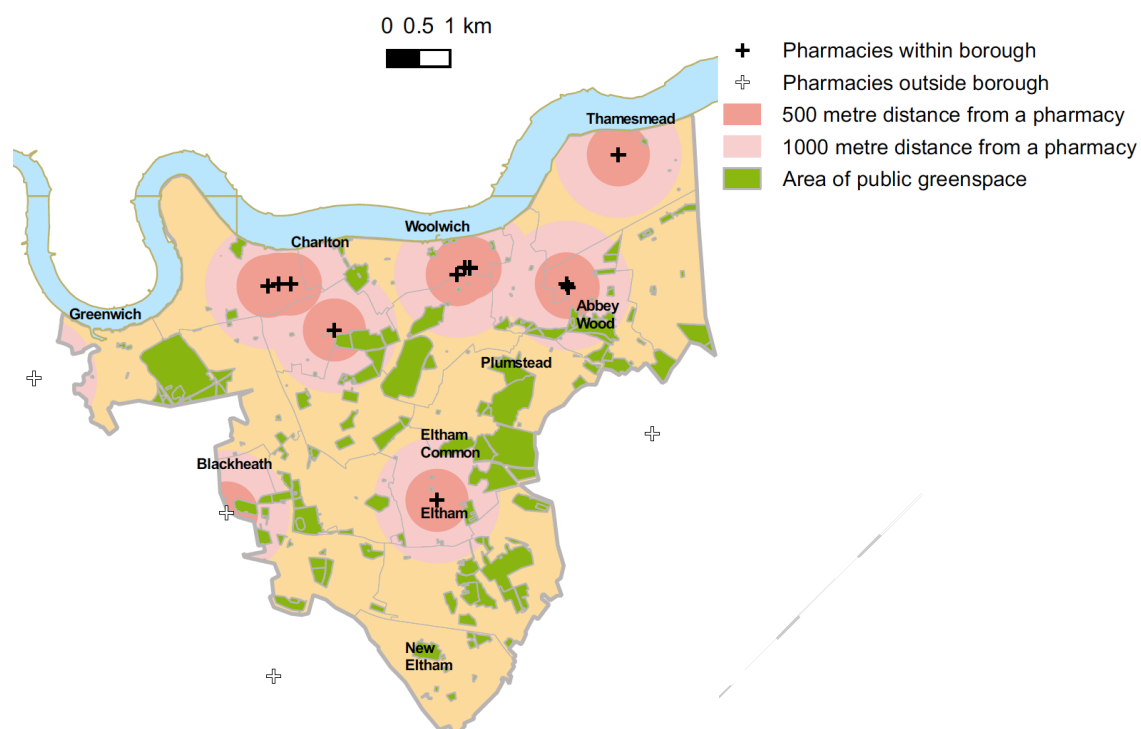 0 0.5 1 km
Pharmacies within borough
Pharmacies outside borough
500 metre distance from a pharmacy
1000 metre distance from a pharmacy
Area of public greenspace
Thamesmead
Woolwich
Charlton
Greenwich
Abbey
Wood
Plumstead
Eltham
Common
Blackheath
Eltham
New
Eltham